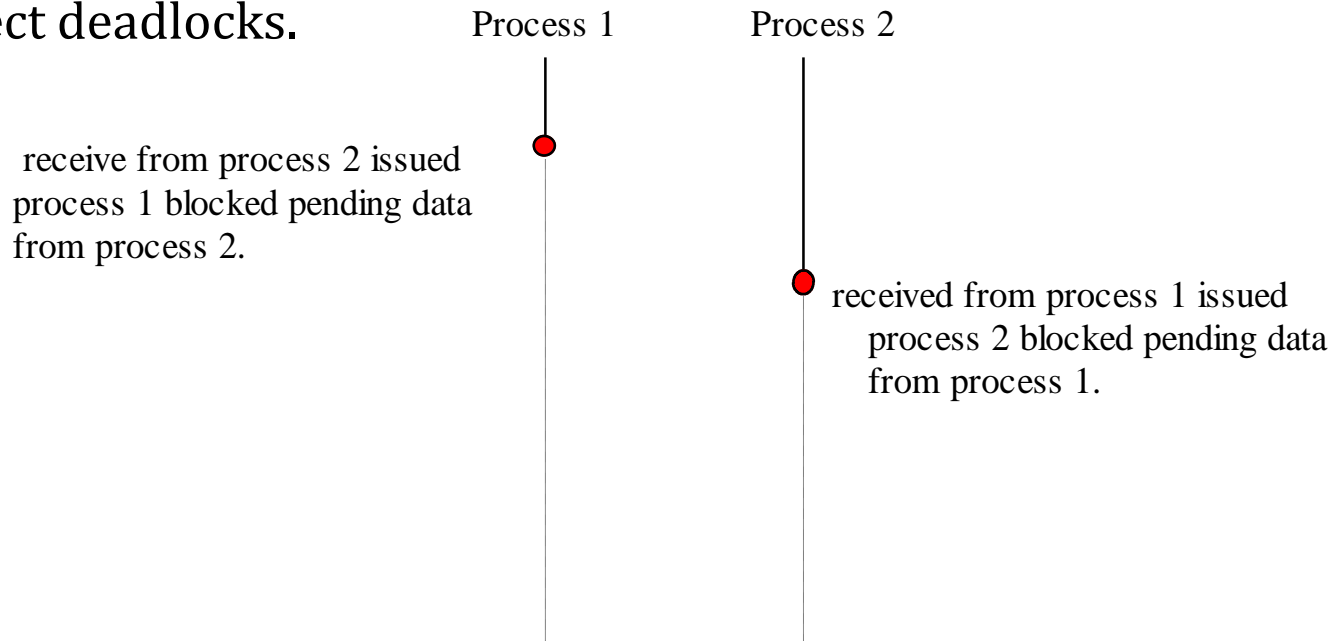 ect deadlocks.
Process 1
Process 2
receive from process 2 issued
process 1 blocked pending data
from process 2.
received from process 1 issued
process 2 blocked pending data
from process 1.